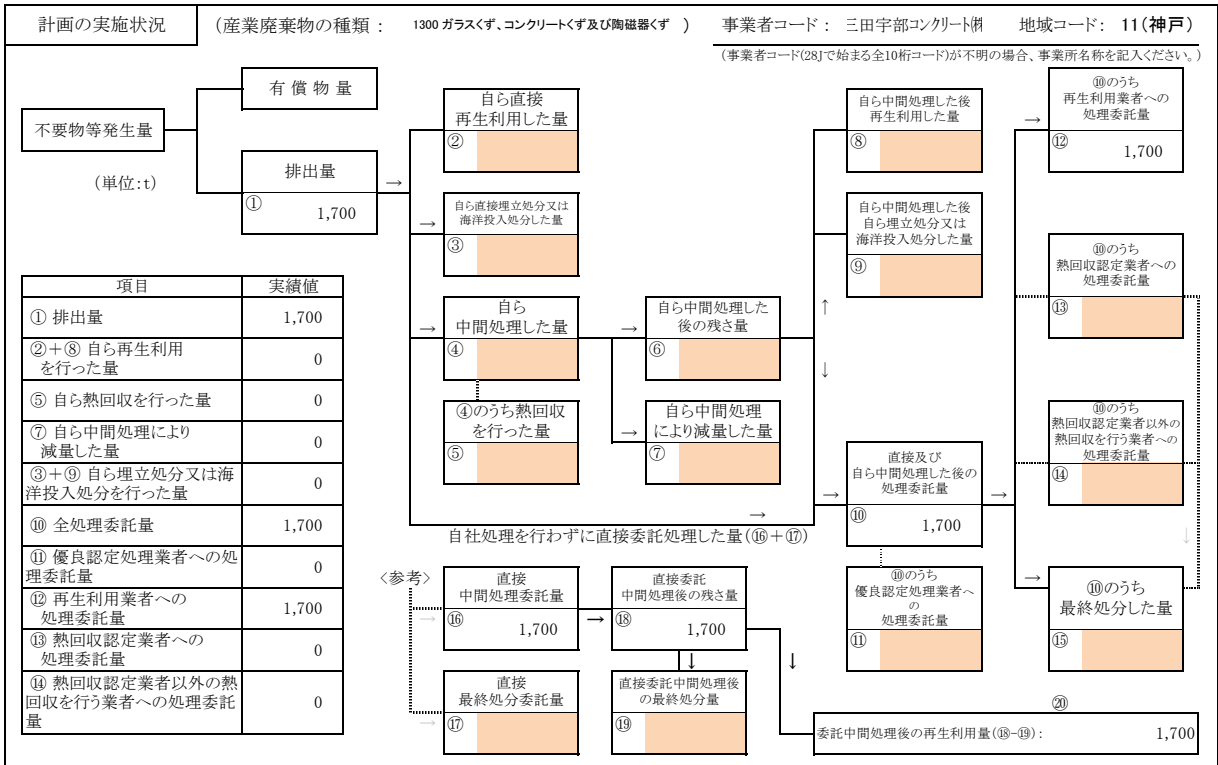 計画の実施状況
(産業廃棄物の種類： 1300 ガラスくず、コンクリートくず及び陶磁器くず ）
事業者コード： 三田宇部コンクリート㈱
地域コード： 11(神戸)
(事業者コード(28Jで始まる全10桁コード)が不明の場合、事業所名称を記入ください。)
不要物等発生量
(単位:t)
有償物量
排出量
① 1,700
→
自ら直接
再生利用した量
②
→
自ら直接埋立処分又は
海洋投入処分した量
③
→
自ら
中間処理した量
④
④のうち熱回収
を行った量
⑤
→
自ら中間処理した
後の残さ量
⑥
→
自ら中間処理
により減量した量
⑦
自ら中間処理した後
再生利用した量
⑧
自ら中間処理した後
自ら埋立処分又は
海洋投入処分した量
⑨
↑
↓
→
直接及び
自ら中間処理した後の
処理委託量
⑩ 1,700
→
⑩のうち
優良認定処理業者へ
の
処理委託量
⑪
→
⑩のうち
再生利用業者への
処理委託量
⑫ 1,700
⑩のうち
熱回収認定業者への
処理委託量
⑬
⑩のうち
熱回収認定業者以外の
熱回収を行う業者への
処理委託量
⑭
↓
→
⑩のうち
最終処分した量
⑮
→
自社処理を行わずに直接委託処理した量(⑯＋⑰)
〈参考〉
→
直接
中間処理委託量
⑯ 1,700
→
直接委託
中間処理後の残さ量
⑱ 1,700
↓
↓
→
直接
最終処分委託量
⑰
直接委託中間処理後
の最終処分量
⑲
⑳
委託中間処理後の再生利用量(⑱-⑲)： 1,700
項目 実績値
① 排出量 1,700
②＋⑧ 自ら再生利用
を行った量 0
⑤ 自ら熱回収を行った量 0
⑦ 自ら中間処理により
減量した量 0
③＋⑨ 自ら埋立処分又は海
洋投入処分を行った量 0
⑩ 全処理委託量 1,700
⑪ 優良認定処理業者への処
理委託量 0
⑫ 再生利用業者への
処理委託量 1,700
⑬ 熱回収認定業者への
処理委託量 0
⑭ 熱回収認定業者以外の熱
回収を行う業者への処理委託
量 0